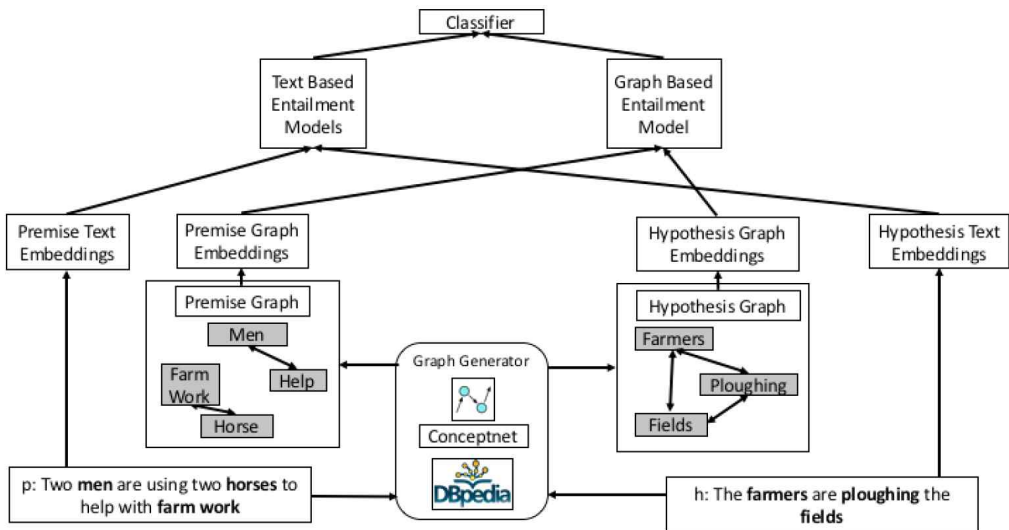 Classifier
Text Based
Entailment
Models
Graph Based
Entailment
Model
Premise Text
Embeddings
Premise Graph
Embeddings
Hypothesis Graph
Embeddings
Hypothesis Text
Embeddings
Premise Graph
Men
Farm
Work
Help
Horse
Graph Generator
Conceptnet
DBpedia
Hypothesis Graph
Farmers
Ploughing
Fields
p: Two men are using two horses to
help with farm work
h: The farmers are ploughing the
fields